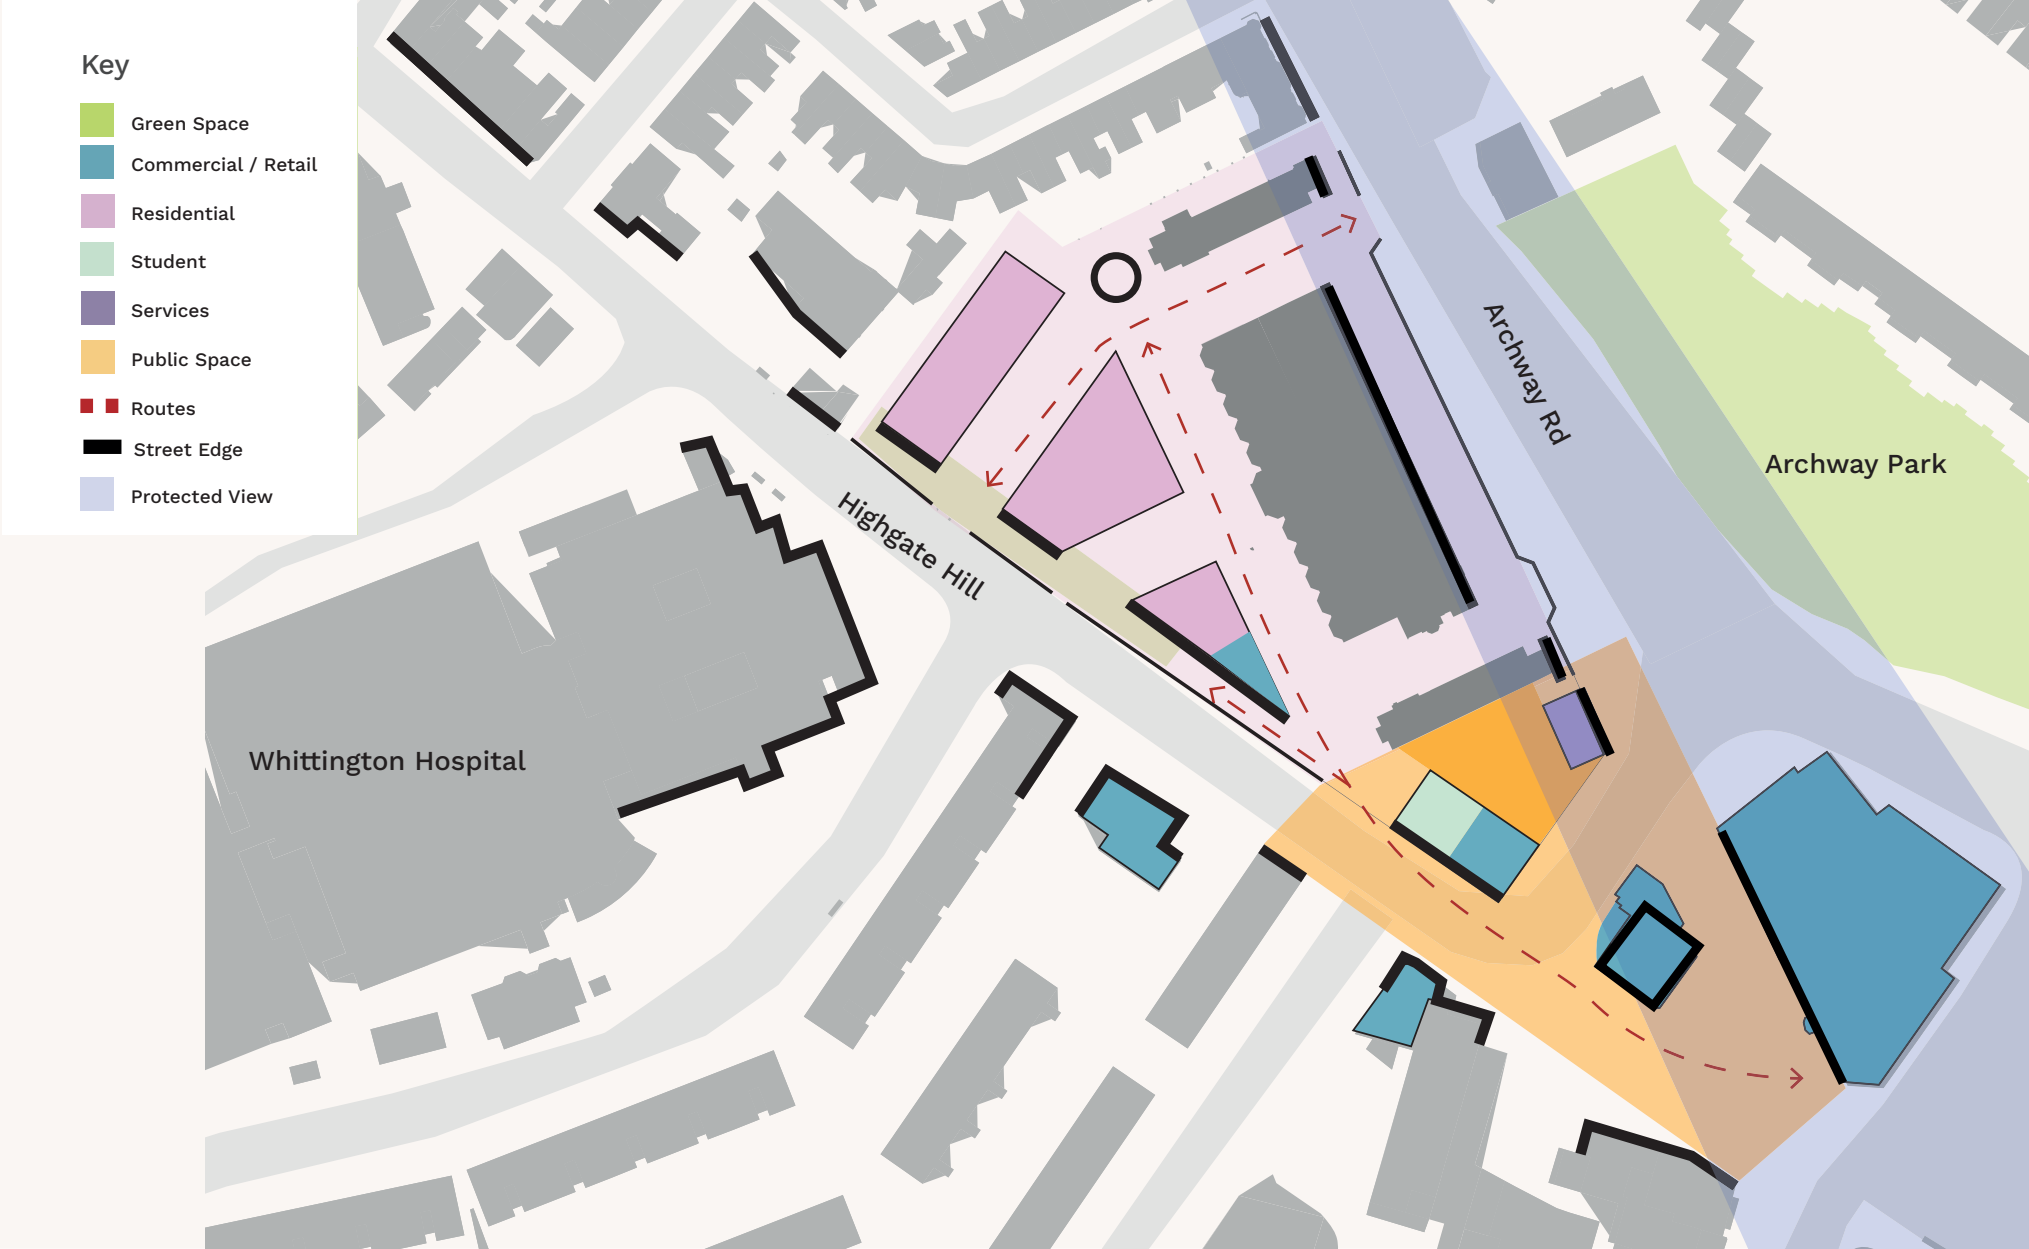 Key
Green Space
Commercial / Retail
Residential
Student
Services
Public Space
Routes
Street Edge
Protected View
Archway Rd
Archway Park
Highgate Hill
Whittington Hospital